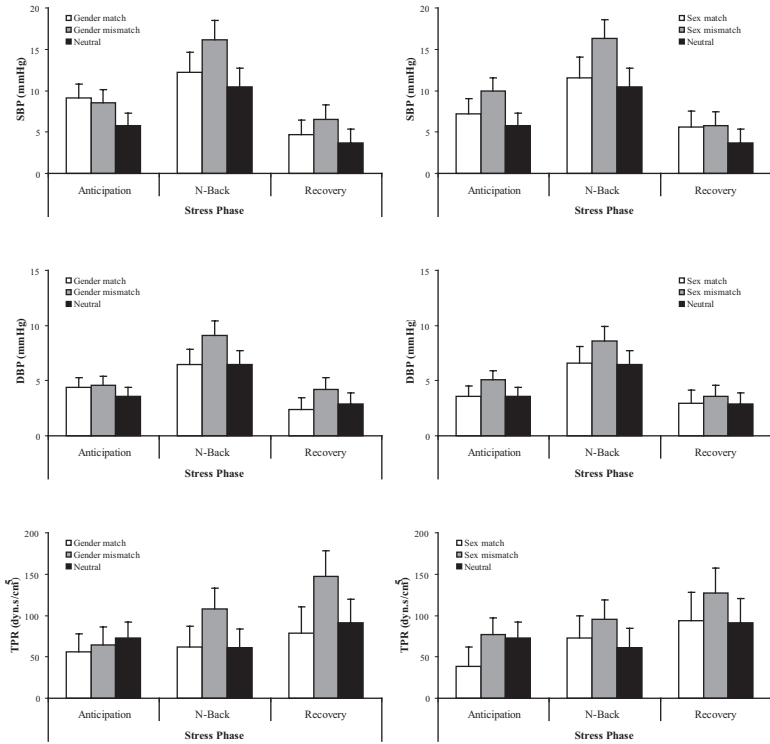 20
15
10
5
0
SBP (mmHg)
Gender match
Gender mismatch
Neutral
Anticipation N-Back Recovery
Stress Phase
20
15
10
5
0
SBP (mmHg)
Sex match
Sex mismatch
Neutral
Anticipation N-Back Recovery
Stress Phase
15
10
5
0
DBP (mmHg)
Gender match
Gender mismatch
Neutral
Anticipation N-Back Recovery
Stress Phase
15
10
5
0
DBP (mmHg)
Sex match
Sex mismatch
Neutral
Anticipation N-Back Recovery
Stress Phase
200
150
100
50
0
TPR (dyn.s/cm5)
Gender match
Gender mismatch
Neutral
Anticipation N-Back Recovery
Stress Phase
200
150
100
50
0
TPR (dyn.s/cm5)
Sex match
Sex mismatch
Neutral
Anticipation N-Back Recovery
Stress Phase